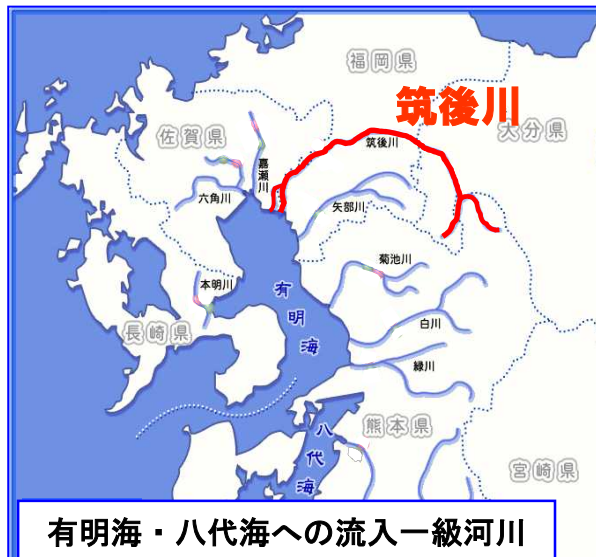 福岡県
筑後川
大分県
佐賀県
筑後川
嘉瀬川
六角川
矢部川
菊池川
本明川
有明海
白川
長崎県
緑川
八代海
熊本県
宮崎県
有明海・八代海への流入一級河川